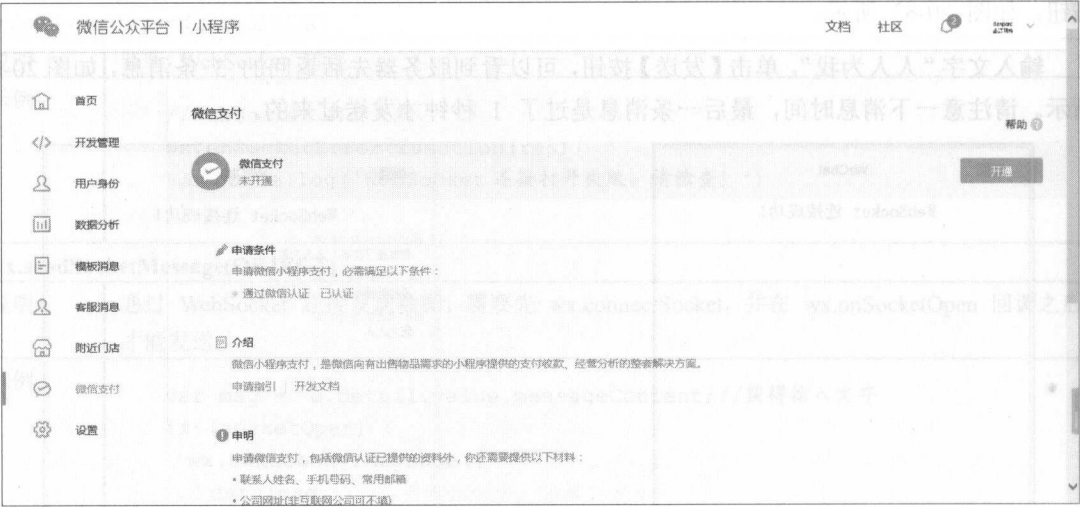 微信公众平台 | 小程序
文档 社区 2
首页
开发管理
用户身份
数据分析
模板消息
客服消息
附近门店
微信支付
设置
微信支付
帮助
微信支付
未开通
开通
申请条件
申请微信小程序支付，必需满足以下条件：
• 通过微信认证 已认证
介绍
微信小程序支付，是微信向有出售物品需求的小程序提供的支付收款、经营分析的整套解决方案。
申请指引 开发文档
申明
申请微信支付，包括微信认证已提供的资料外，你还需要提供以下材料：
• 联系人姓名、手机号码、常用邮箱
• 公司网址(非互联网公司可不填)